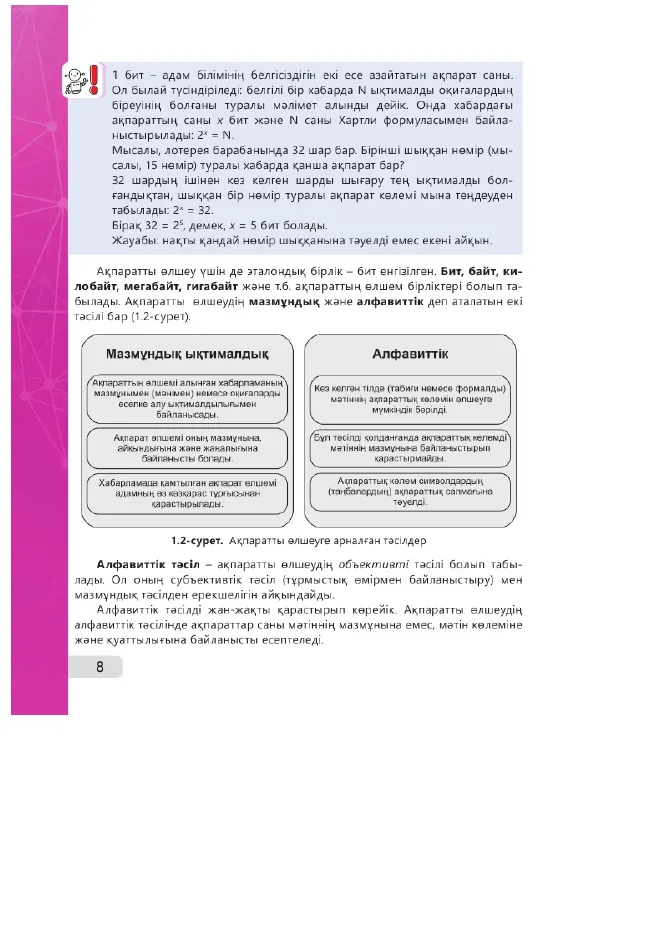 1 бит – адам білімінің белгісіздігін екі есе азайтатын ақпарат саны.
Ол былай түсіндіріледі: белгілі бір хабарда N ықтималды оқиғалардың
біреуінің болғаны туралы мәлімет алынды дейік. Онда хабардағы
ақпараттың саны x бит және N саны Хартли формуласымен байла-
ныстырылады: 2ˣ = N.
Мысалы, лотерея барабанында 32 шар бар. Бірінші шыққан нөмір (мы-
салы, 15 нөмір) туралы хабарда қанша ақпарат бар?
32 шардың ішінен кез келген шарды шығару тең ықтималды бол-
ғандықтан, шыққан бір нөмір туралы ақпарат көлемі мына теңдеуден
табылады: 2ˣ = 32.
Бірақ 32 = 2⁵, демек, x = 5 бит болады.
Жауабы: нақты қандай нөмір шыққанына тәуелді емес екені айқын.
Ақпаратты өлшеу үшін де эталондық бірлік – бит енгізілген. Бит, байт, ки-
лобайт, мегабайт, гигабайт және т.б. ақпараттың өлшем бірліктері болып та-
былады. Ақпаратты өлшеудің мазмұндық және алфавиттік деп аталатын екі
тәсілі бар (1.2-сурет).
Мазмұндық ықтималдық
Ақпараттың өлшемі алынған хабарламаның
мазмұнымен (мәнімен) немесе оқиғаларды
есепке алу ықтималдылығымен
байланысады.
Ақпарат өлшемі оның мазмұнына,
айқындығына және жаңалығына
байланысты болады.
Хабарламада қамтылған ақпарат өлшемі
адамның өз көзқарас тұрғысынан
қарастырылады.
Алфавиттік
Кез келген тілде (табиғи немесе формалды)
мәтіннің ақпараттық көлемін өлшеуге
мүмкіндік берілді.
Бұл тәсілді қолданғанда ақпараттық көлемді
мәтіннің мазмұнына байланыстырып
қарастырмайды.
Ақпараттық көлем символдардың
(таңбалардың) ақпараттық салмағына
тәуелді.
1.2-сурет. Ақпаратты өлшеуге арналған тәсілдер
Алфавиттік тәсіл – ақпаратты өлшеудің объективті тәсілі болып табы-
лады. Ол оның субъективтік тәсіл (тұрмыстық өмірмен байланыстыру) мен
мазмұндық тәсілден ерекшелігін айқындайды.
Алфавиттік тәсілді жан-жақты қарастырып көрейік. Ақпаратты өлшеудің
алфавиттік тәсілінде ақпараттар саны мәтіннің мазмұнына емес, мәтін көлеміне
және қуаттылығына байланысты есептеледі.
8